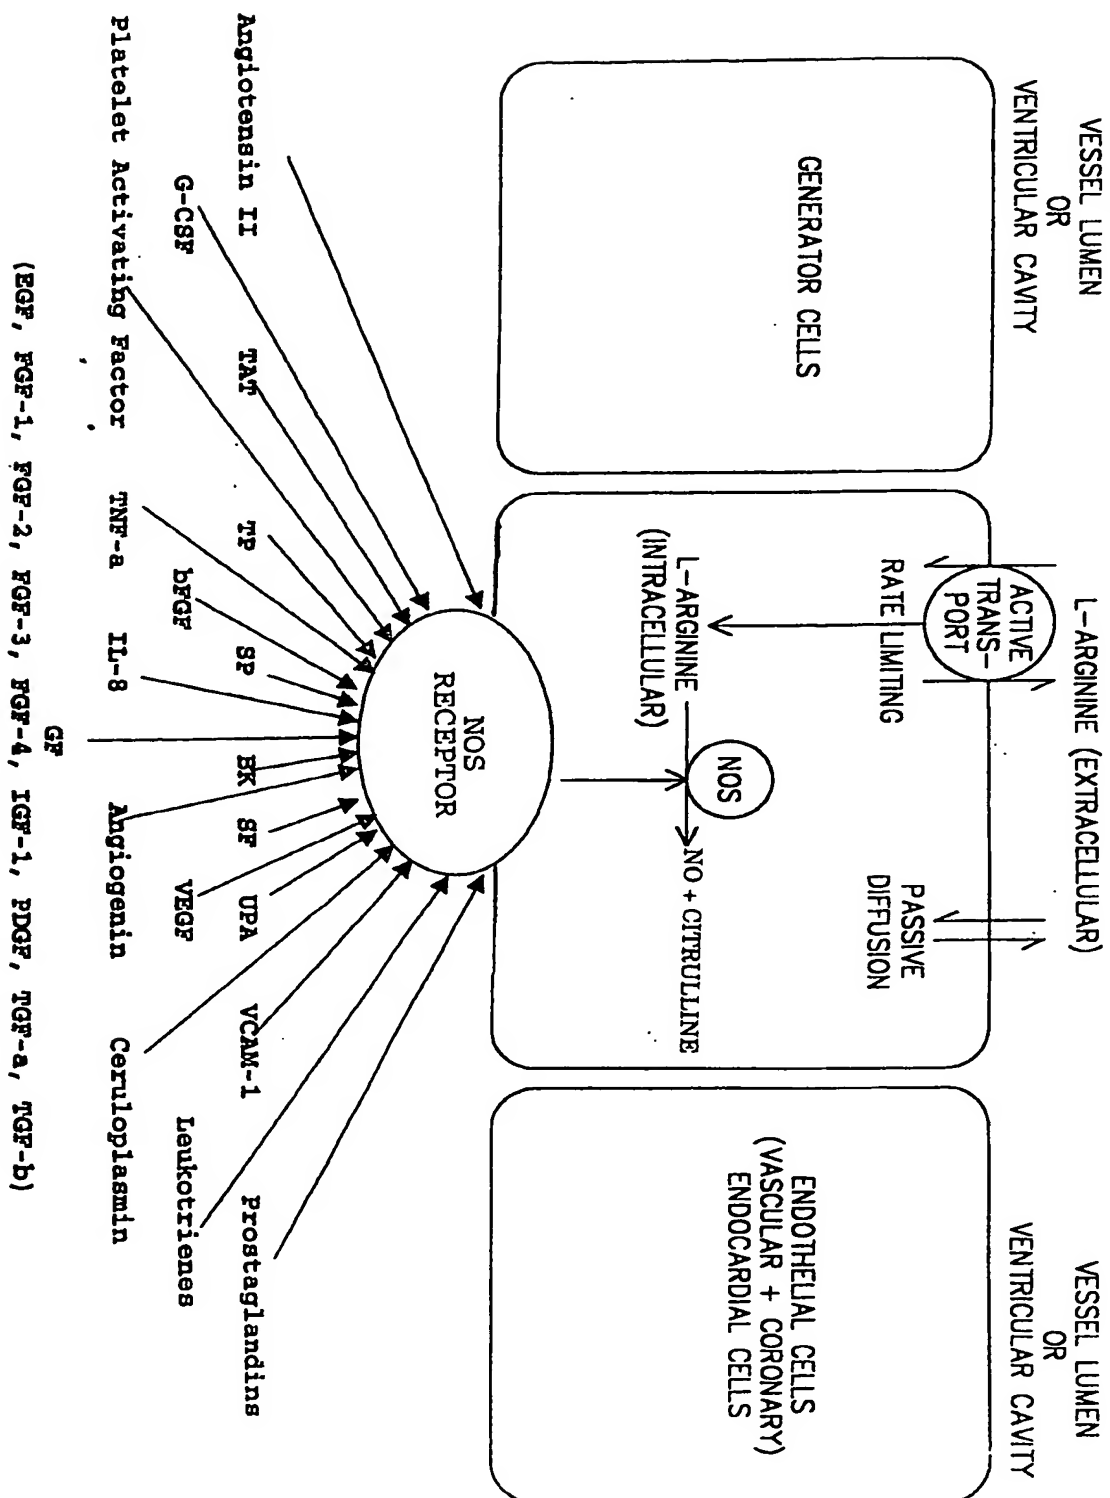 VESSEL LUMEN
OR
VENTRICULAR CAVITY
L-ARGININE (EXTRACELLULAR)
VESSEL LUMEN
OR
VENTRICULAR CAVITY
GENERATOR CELLS
ACTIVE
TRANS-
PORT
RATE LIMITING
PASSIVE
DIFFUSION
L-ARGININE
(INTRACELLULAR)
NOS
NO + CITRULLINE
ENDOTHELIAL CELLS
(VASCULAR + CORONARY)
ENDOCARDIAL CELLS
NOS
RECEPTOR
Angiotensin II
TAT
TP
SP
BK
SF
UPA
VCAM-1
Prostaglandins
G-CSF
bFGF
VEGF
Leukotrienes
Platelet Activating Factor
TNF-a
IL-8
Angiogenin
Ceruloplasmin
GF
(EGF, FGF-1, FGF-2, FGF-3, FGF-4, IGF-1, PDGF, TGF-a, TGF-b)